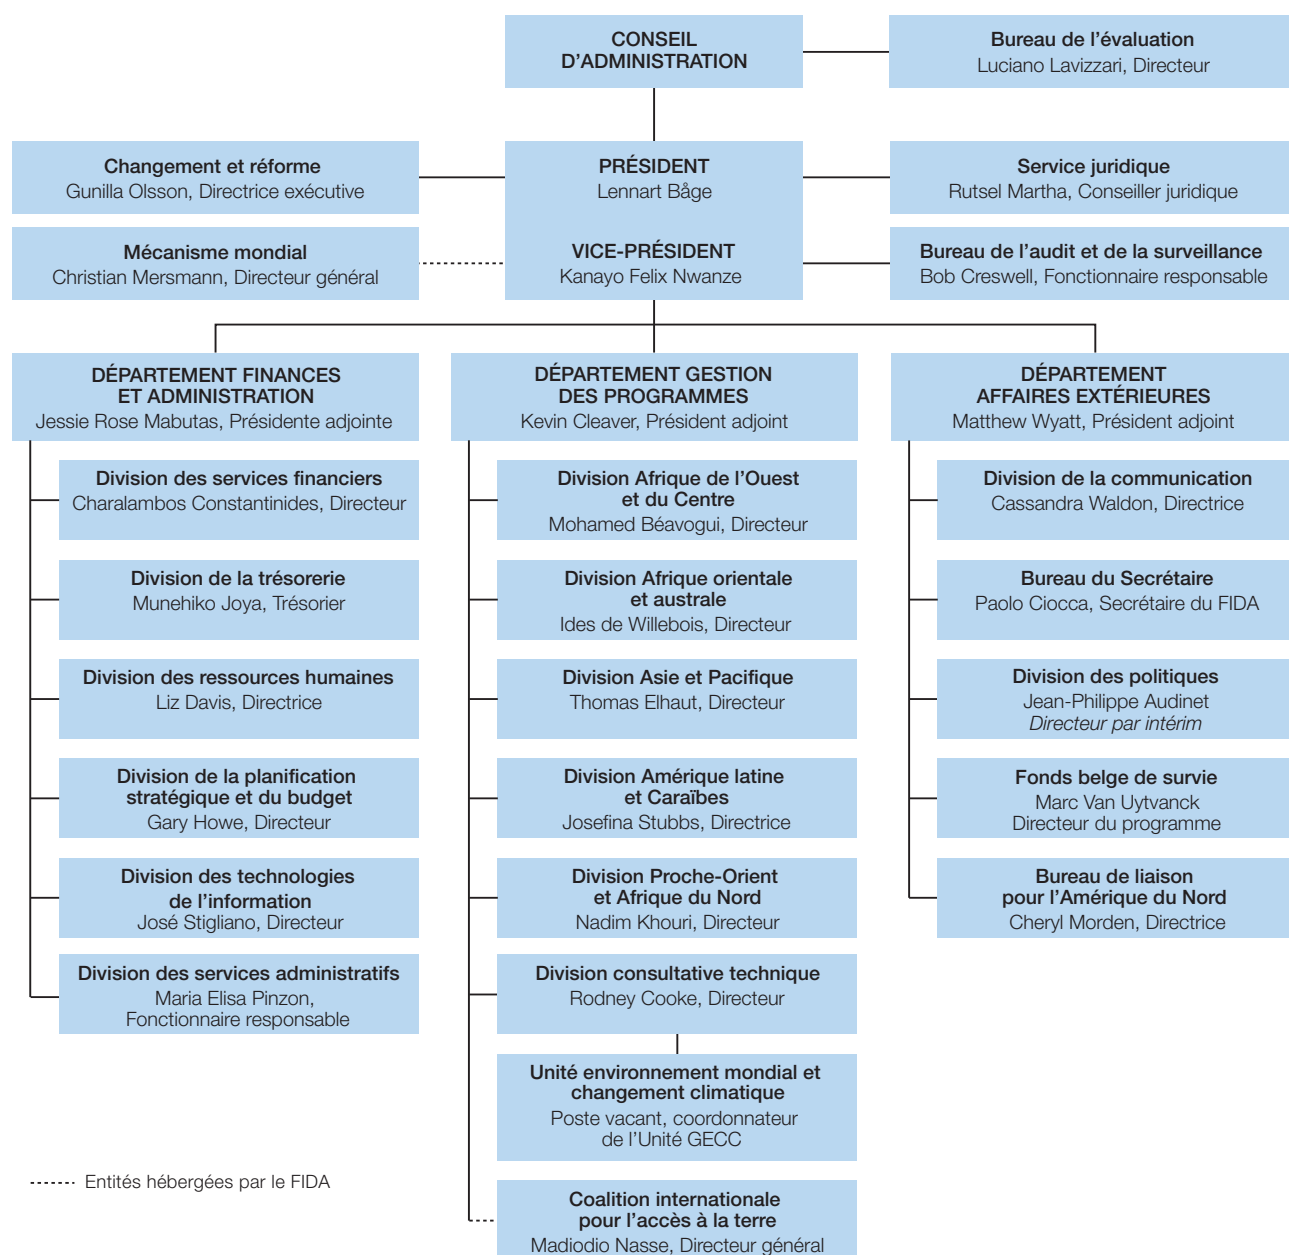 CONSEIL
D’ADMINISTRATION
Bureau de l’évaluation
Luciano Lavizzari, Directeur
Changement et réforme
Gunilla Olsson, Directrice exécutive
PRÉSIDENT
Lennart Båge
Service juridique
Rutsel Martha, Conseiller juridique
Mécanisme mondial
Christian Mersmann, Directeur général
VICE-PRÉSIDENT
Kanayo Felix Nwanze
Bureau de l’audit et de la surveillance
Bob Creswell, Fonctionnaire responsable
DÉPARTEMENT FINANCES
ET ADMINISTRATION
Jessie Rose Mabutas, Présidente adjointe
Division des services financiers
Charalambos Constantinides, Directeur
Division de la trésorerie
Munehiko Joya, Trésorier
Division des ressources humaines
Liz Davis, Directrice
Division de la planification
stratégique et du budget
Gary Howe, Directeur
Division des technologies
de l’information
José Stigliano, Directeur
Division des services administratifs
Maria Elisa Pinzon,
Fonctionnaire responsable
DÉPARTEMENT GESTION
DES PROGRAMMES
Kevin Cleaver, Président adjoint
Division Afrique de l’Ouest
et du Centre
Mohamed Béavogui, Directeur
Division Afrique orientale
et australe
Ides de Willebois, Directeur
Division Asie et Pacifique
Thomas Elhaut, Directeur
Division Amérique latine
et Caraïbes
Josefina Stubbs, Directrice
Division Proche-Orient
et Afrique du Nord
Nadim Khouri, Directeur
Division consultative technique
Rodney Cooke, Directeur
Unité environnement mondial et
changement climatique
Poste vacant, coordonnateur
de l’Unité GECC
Coalition internationale
pour l’accès à la terre
Madiodio Nasse, Directeur général
DÉPARTEMENT
AFFAIRES EXTÉRIEURES
Matthew Wyatt, Président adjoint
Division de la communication
Cassandra Waldon, Directrice
Bureau du Secrétaire
Paolo Ciocca, Secrétaire du FIDA
Division des politiques
Jean-Philippe Audinet
Directeur par intérim
Fonds belge de survie
Marc Van Uytvanck
Directeur du programme
Bureau de liaison
pour l’Amérique du Nord
Cheryl Morden, Directrice
Entités hébergées par le FIDA